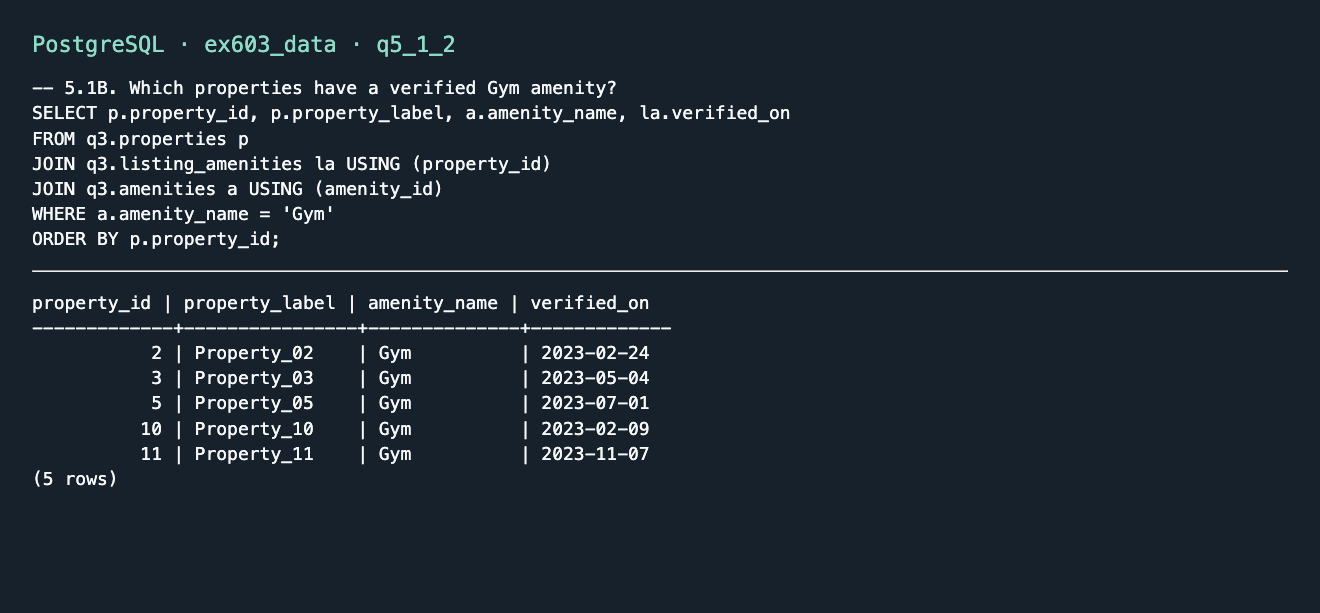 PostgreSQL · ex603_data · q5_1_2
-- 5.1B. Which properties have a verified Gym amenity?
SELECT p.property_id, p.property_label, a.amenity_name, la.verified_on
FROM q3.properties p
JOIN q3.listing_amenities la USING (property_id)
JOIN q3.amenities a USING (amenity_id)
WHERE a.amenity_name = 'Gym'
ORDER BY p.property_id;
property_id | property_label | amenity_name | verified_on
-------------+----------------+--------------+-------------
           2 | Property_02    | Gym          | 2023-02-24
           3 | Property_03    | Gym          | 2023-05-04
           5 | Property_05    | Gym          | 2023-07-01
          10 | Property_10    | Gym          | 2023-02-09
          11 | Property_11    | Gym          | 2023-11-07
(5 rows)